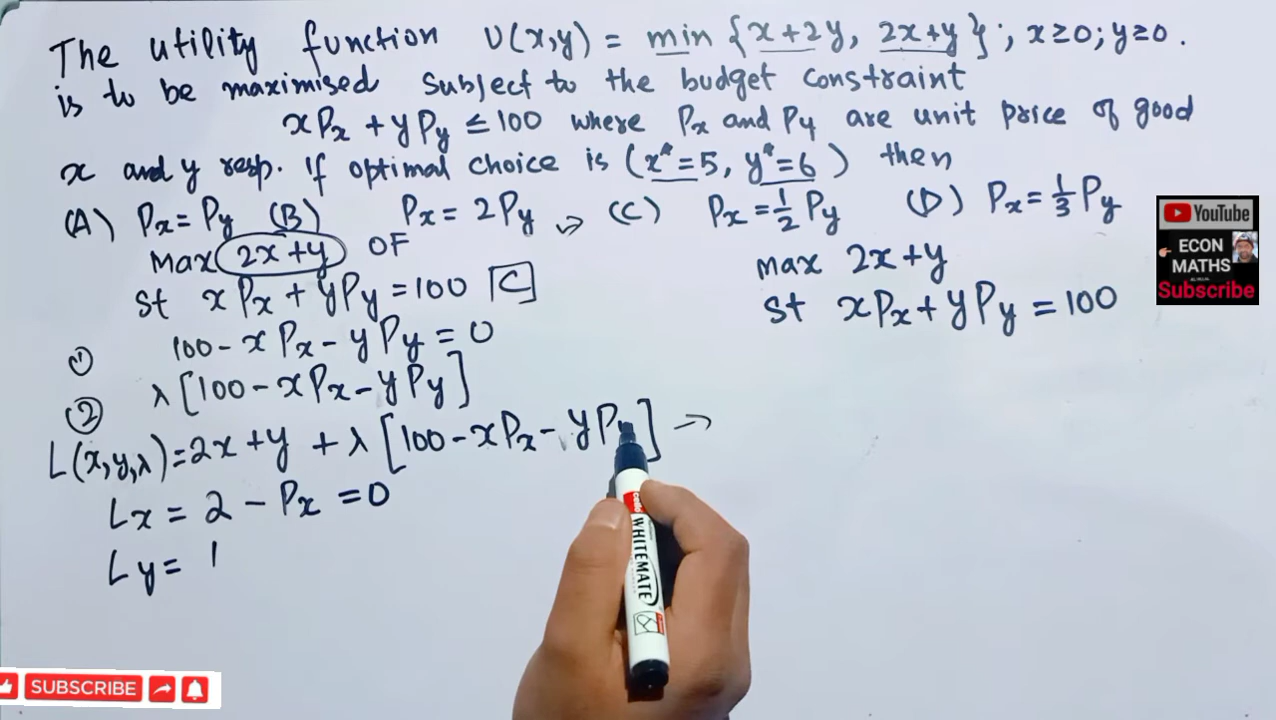 The utility function U(x,y) = min {x+2y, 2x+y}; x≥0; y≥0.
is to be maximised subject to the budget constraint
xPx + yPy ≤ 100 where Px and Py are unit price of good
x and y resp. If optimal choice is (x*=5, y*=6) then
(A) Px = Py (B) Px = 2Py (C) Px = 1/2 Py (D) Px = 1/3 Py
Max 2x+y OF
st xPx + yPy = 100 C
① 100 - xPx - yPy = 0
② λ[100 - xPx - yPy]
L(x,y,λ) = 2x+y + λ[100 - xPx - yP] →
Lx = 2 - Px = 0
Ly = 1
max 2x+y
st xPx + yPy = 100
YouTube
ECON
MATHS
Subscribe
WHITEMATE
SUBSCRIBE